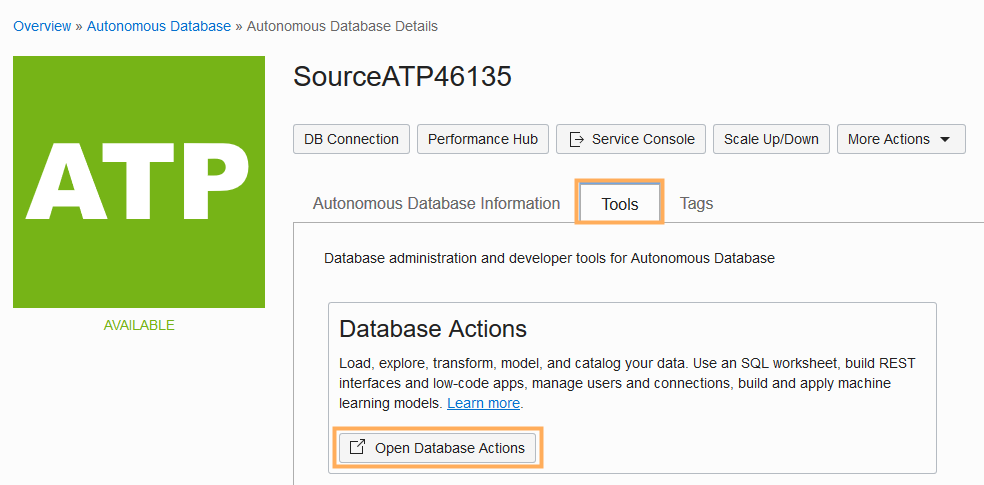 Overview » Autonomous Database » Autonomous Database Details
ATP
AVAILABLE
SourceATP46135
DB Connection Performance Hub Service Console Scale Up/Down More Actions
Autonomous Database Information Tools Tags
Database administration and developer tools for Autonomous Database
Database Actions
Load, explore, transform, model, and catalog your data. Use an SQL worksheet, build REST
interfaces and low-code apps, manage users and connections, build and apply machine
learning models. Learn more.
Open Database Actions